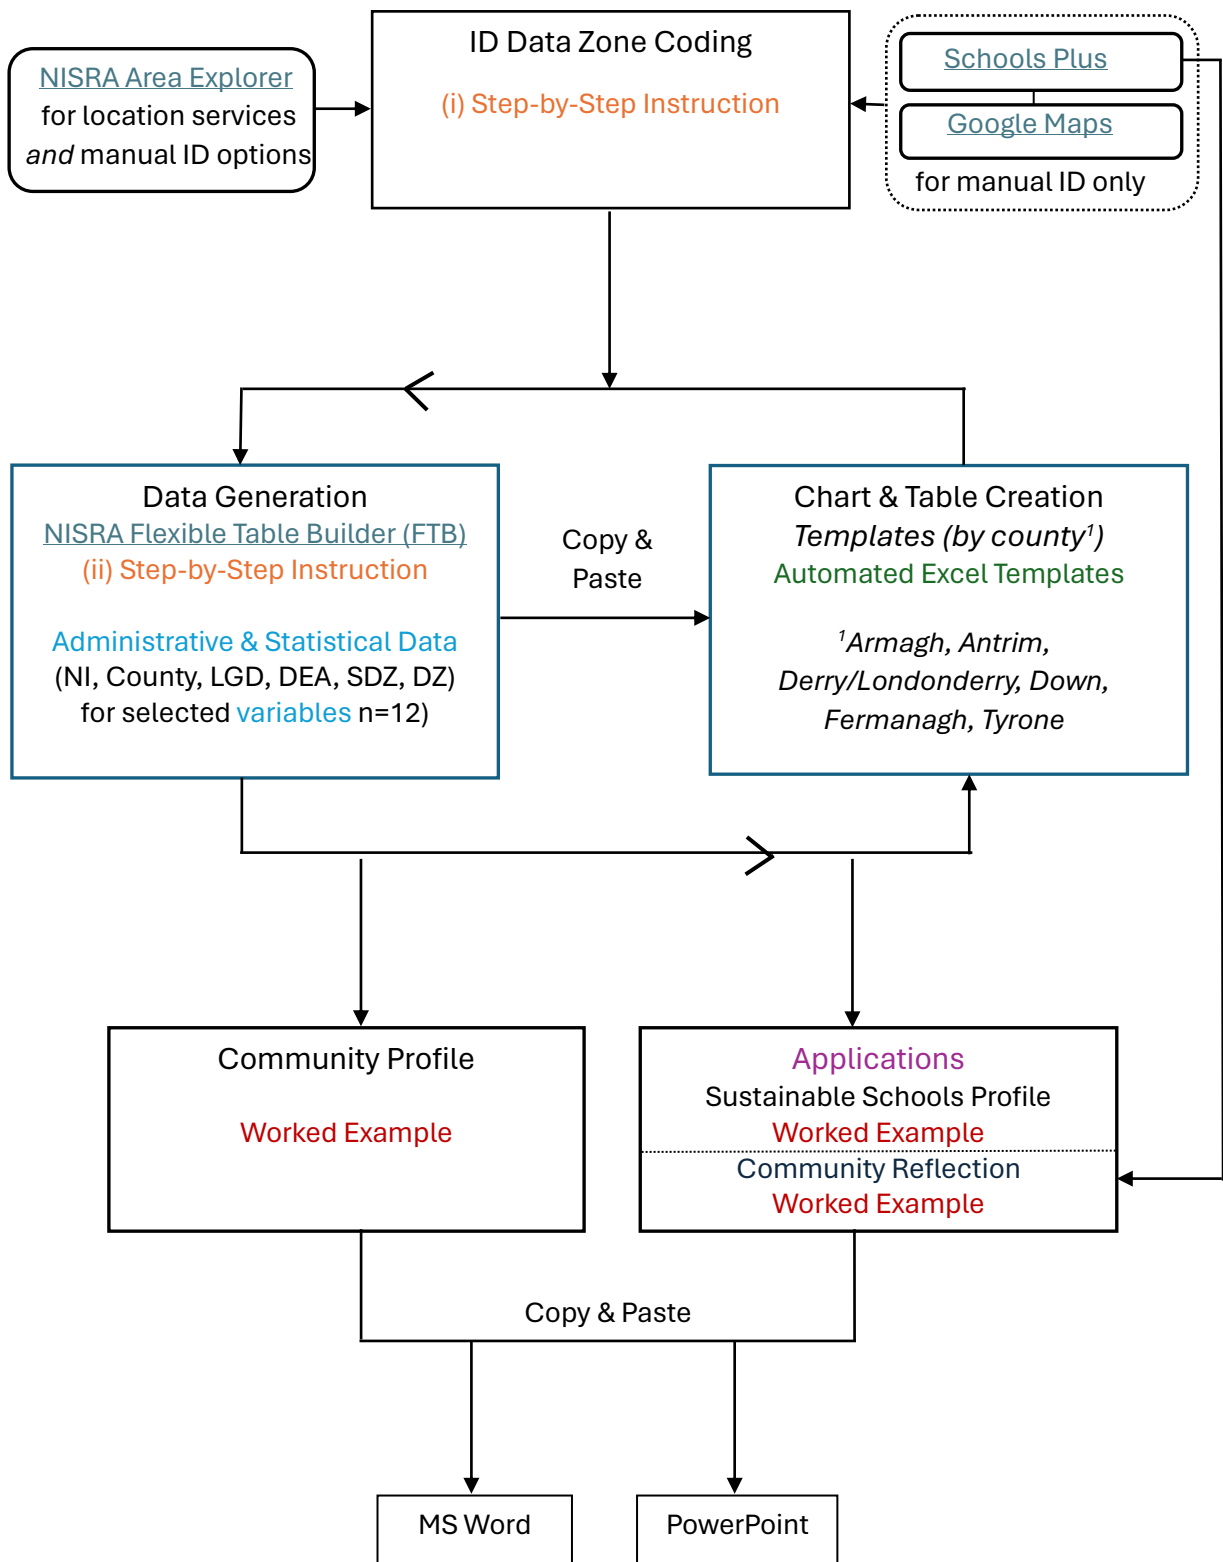 ID Data Zone Coding
(i) Step-by-Step Instruction
NISRA Area Explorer
for location services
and manual ID options
Schools Plus
Google Maps
for manual ID only
Data Generation
NISRA Flexible Table Builder (FTB)
(ii) Step-by-Step Instruction
Administrative & Statistical Data
(NI, County, LGD, DEA, SDZ, DZ)
for selected variables n=12)
Copy &
Paste
Chart & Table Creation
Templates (by county¹)
Automated Excel Templates
¹Armagh, Antrim,
Derry/Londonderry, Down,
Fermanagh, Tyrone
Community Profile
Worked Example
Applications
Sustainable Schools Profile
Worked Example
Community Reflection
Worked Example
Copy & Paste
MS Word
PowerPoint